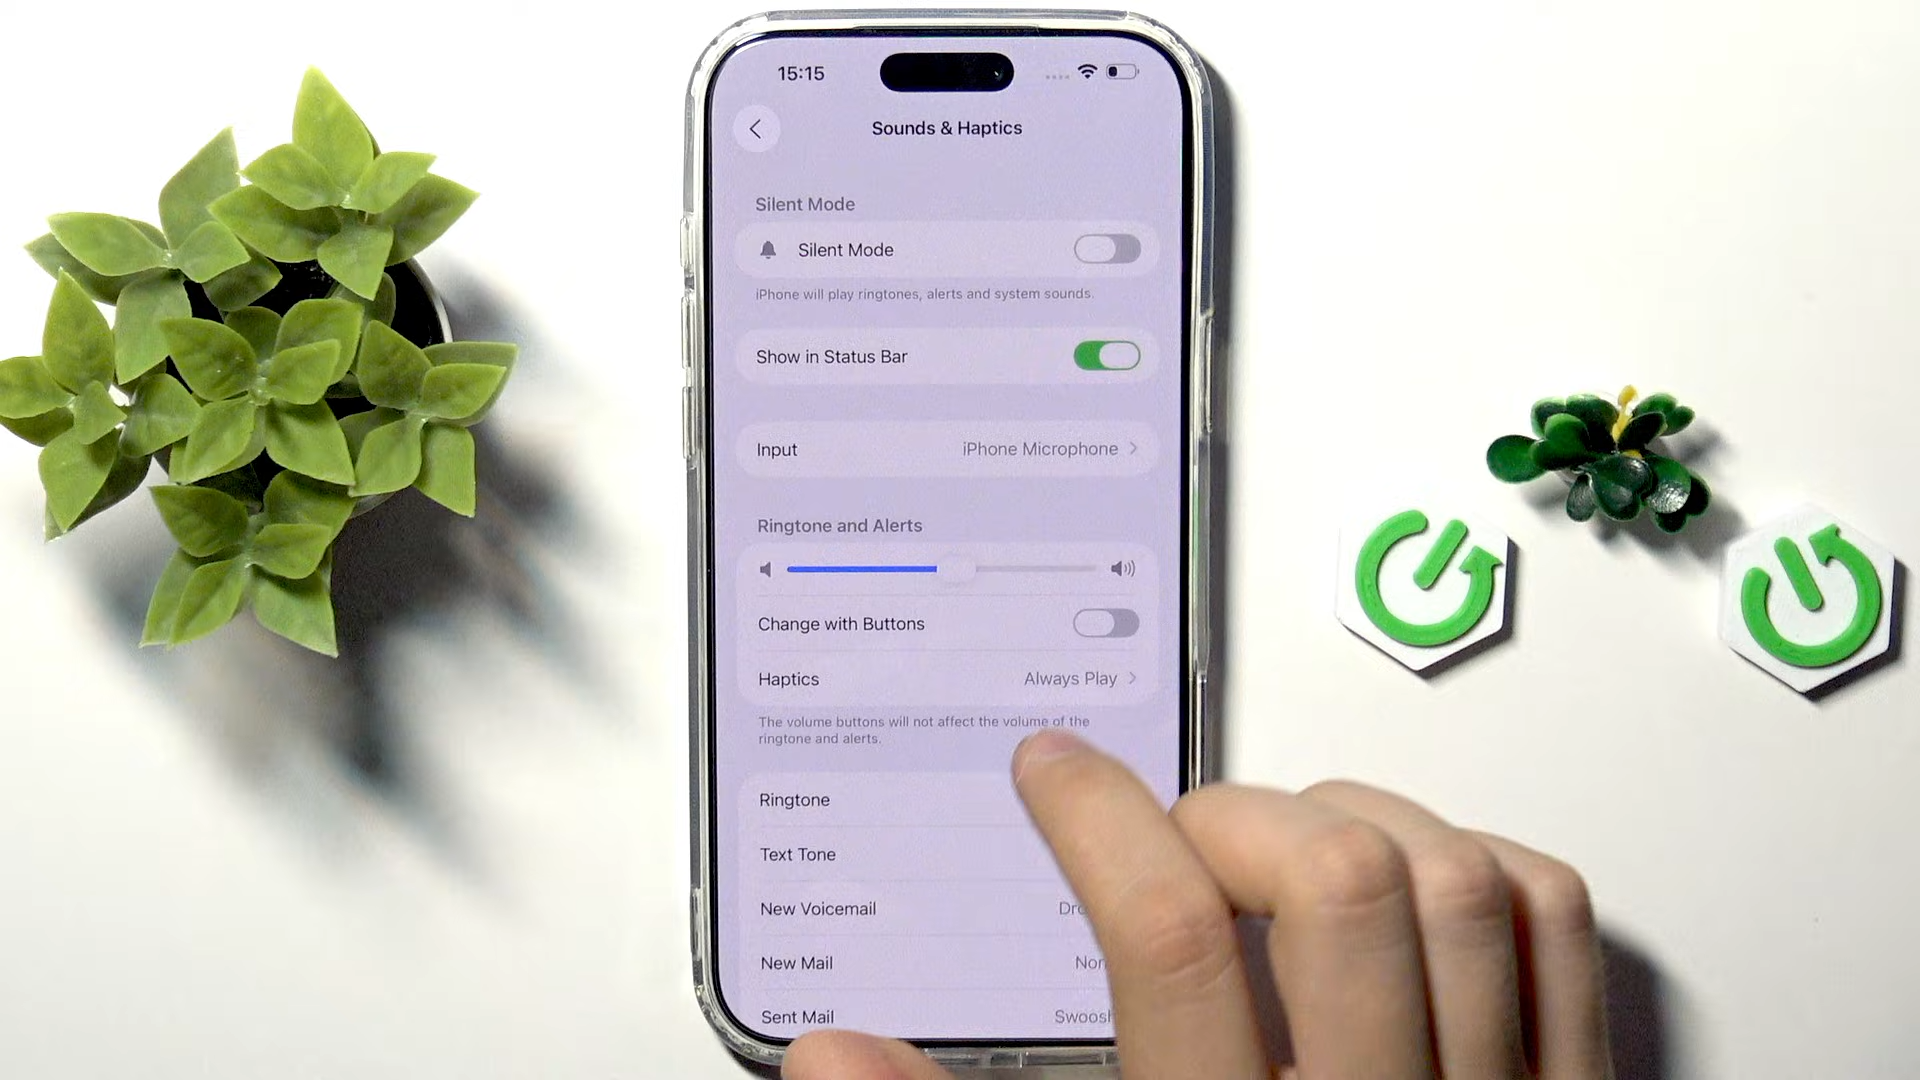 15:15
Sounds & Haptics
Silent Mode
Silent Mode
iPhone will play ringtones, alerts and system sounds.
Show in Status Bar
Input iPhone Microphone
Ringtone and Alerts
Change with Buttons
Haptics Always Play
The volume buttons will not affect the volume of the
ringtone and alerts.
Ringtone
Text Tone
New Voicemail
New Mail
Sent Mail